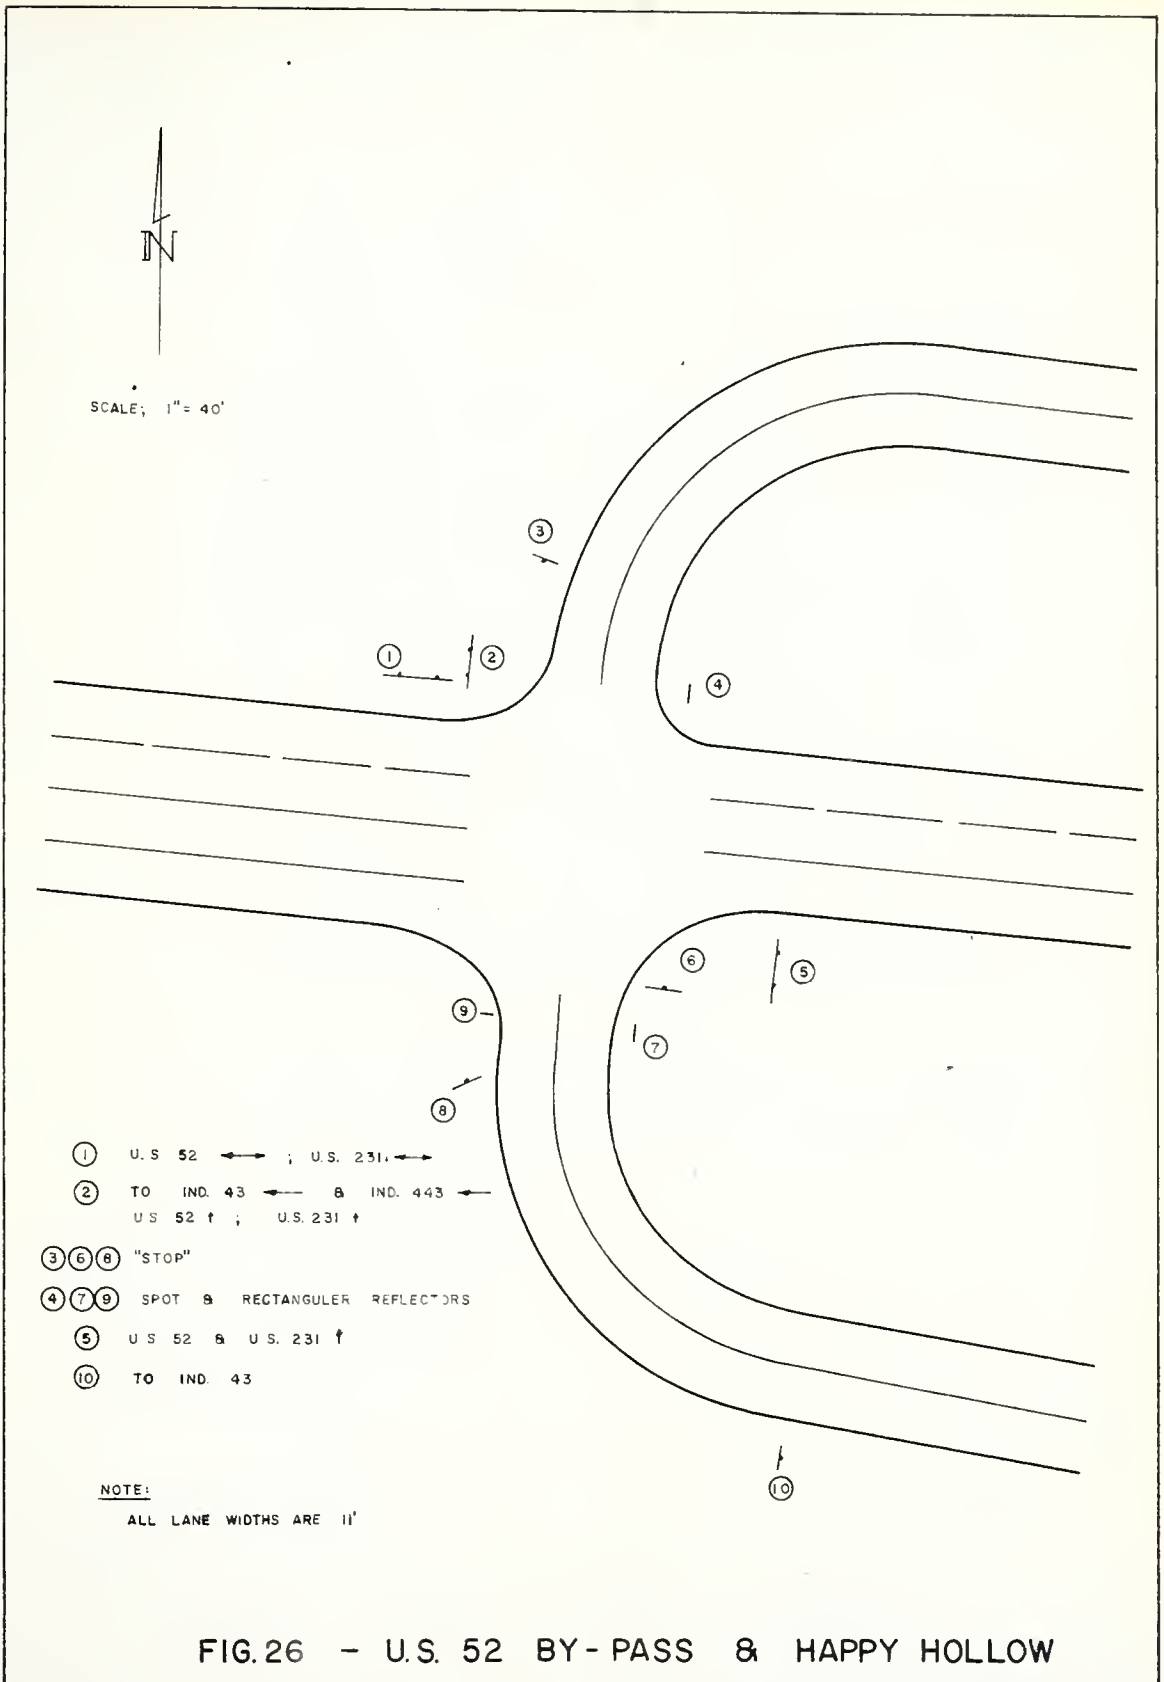 N
SCALE; 1" = 40'
3
1
2
4
6
5
9
7
8
1 U.S 52 ←→ ; U.S. 231. ←→
2 TO IND. 43 ← & IND. 443 ←
U S 52 ↑ ; U.S. 231 ↑
3 6 8 "STOP"
4 7 9 SPOT & RECTANGULER REFLECTORS
5 U S 52 & U S. 231 ↑
10 TO IND. 43
10
NOTE:
ALL LANE WIDTHS ARE 11'
FIG. 26 - U.S. 52 BY-PASS & HAPPY HOLLOW